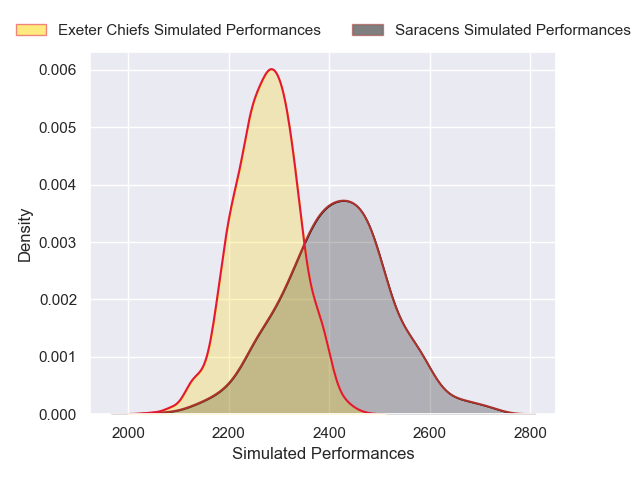 Exeter Chiefs Simulated Performances Saracens Simulated Performances
0.006
0.005
0.004
0.003
0.002
0.001
0.000
Density
2000 2200 2400 2600 2800
Simulated Performances